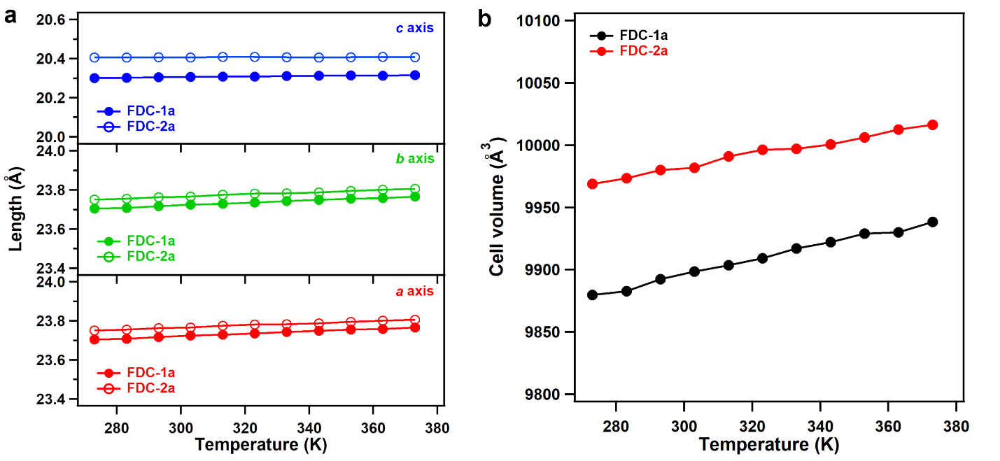 a
20.6
20.4
20.2
20.0
c axis
FDC-1a
FDC-2a
24.0
23.8
23.6
23.4
b axis
FDC-1a
FDC-2a
24.0
23.8
23.6
23.4
a axis
FDC-1a
FDC-2a
Length (Å)
280 300 320 340 360 380
Temperature (K)
b
10100
10050
10000
9950
9900
9850
9800
FDC-1a
FDC-2a
Cell volume (Å³)
280 300 320 340 360 380
Temperature (K)